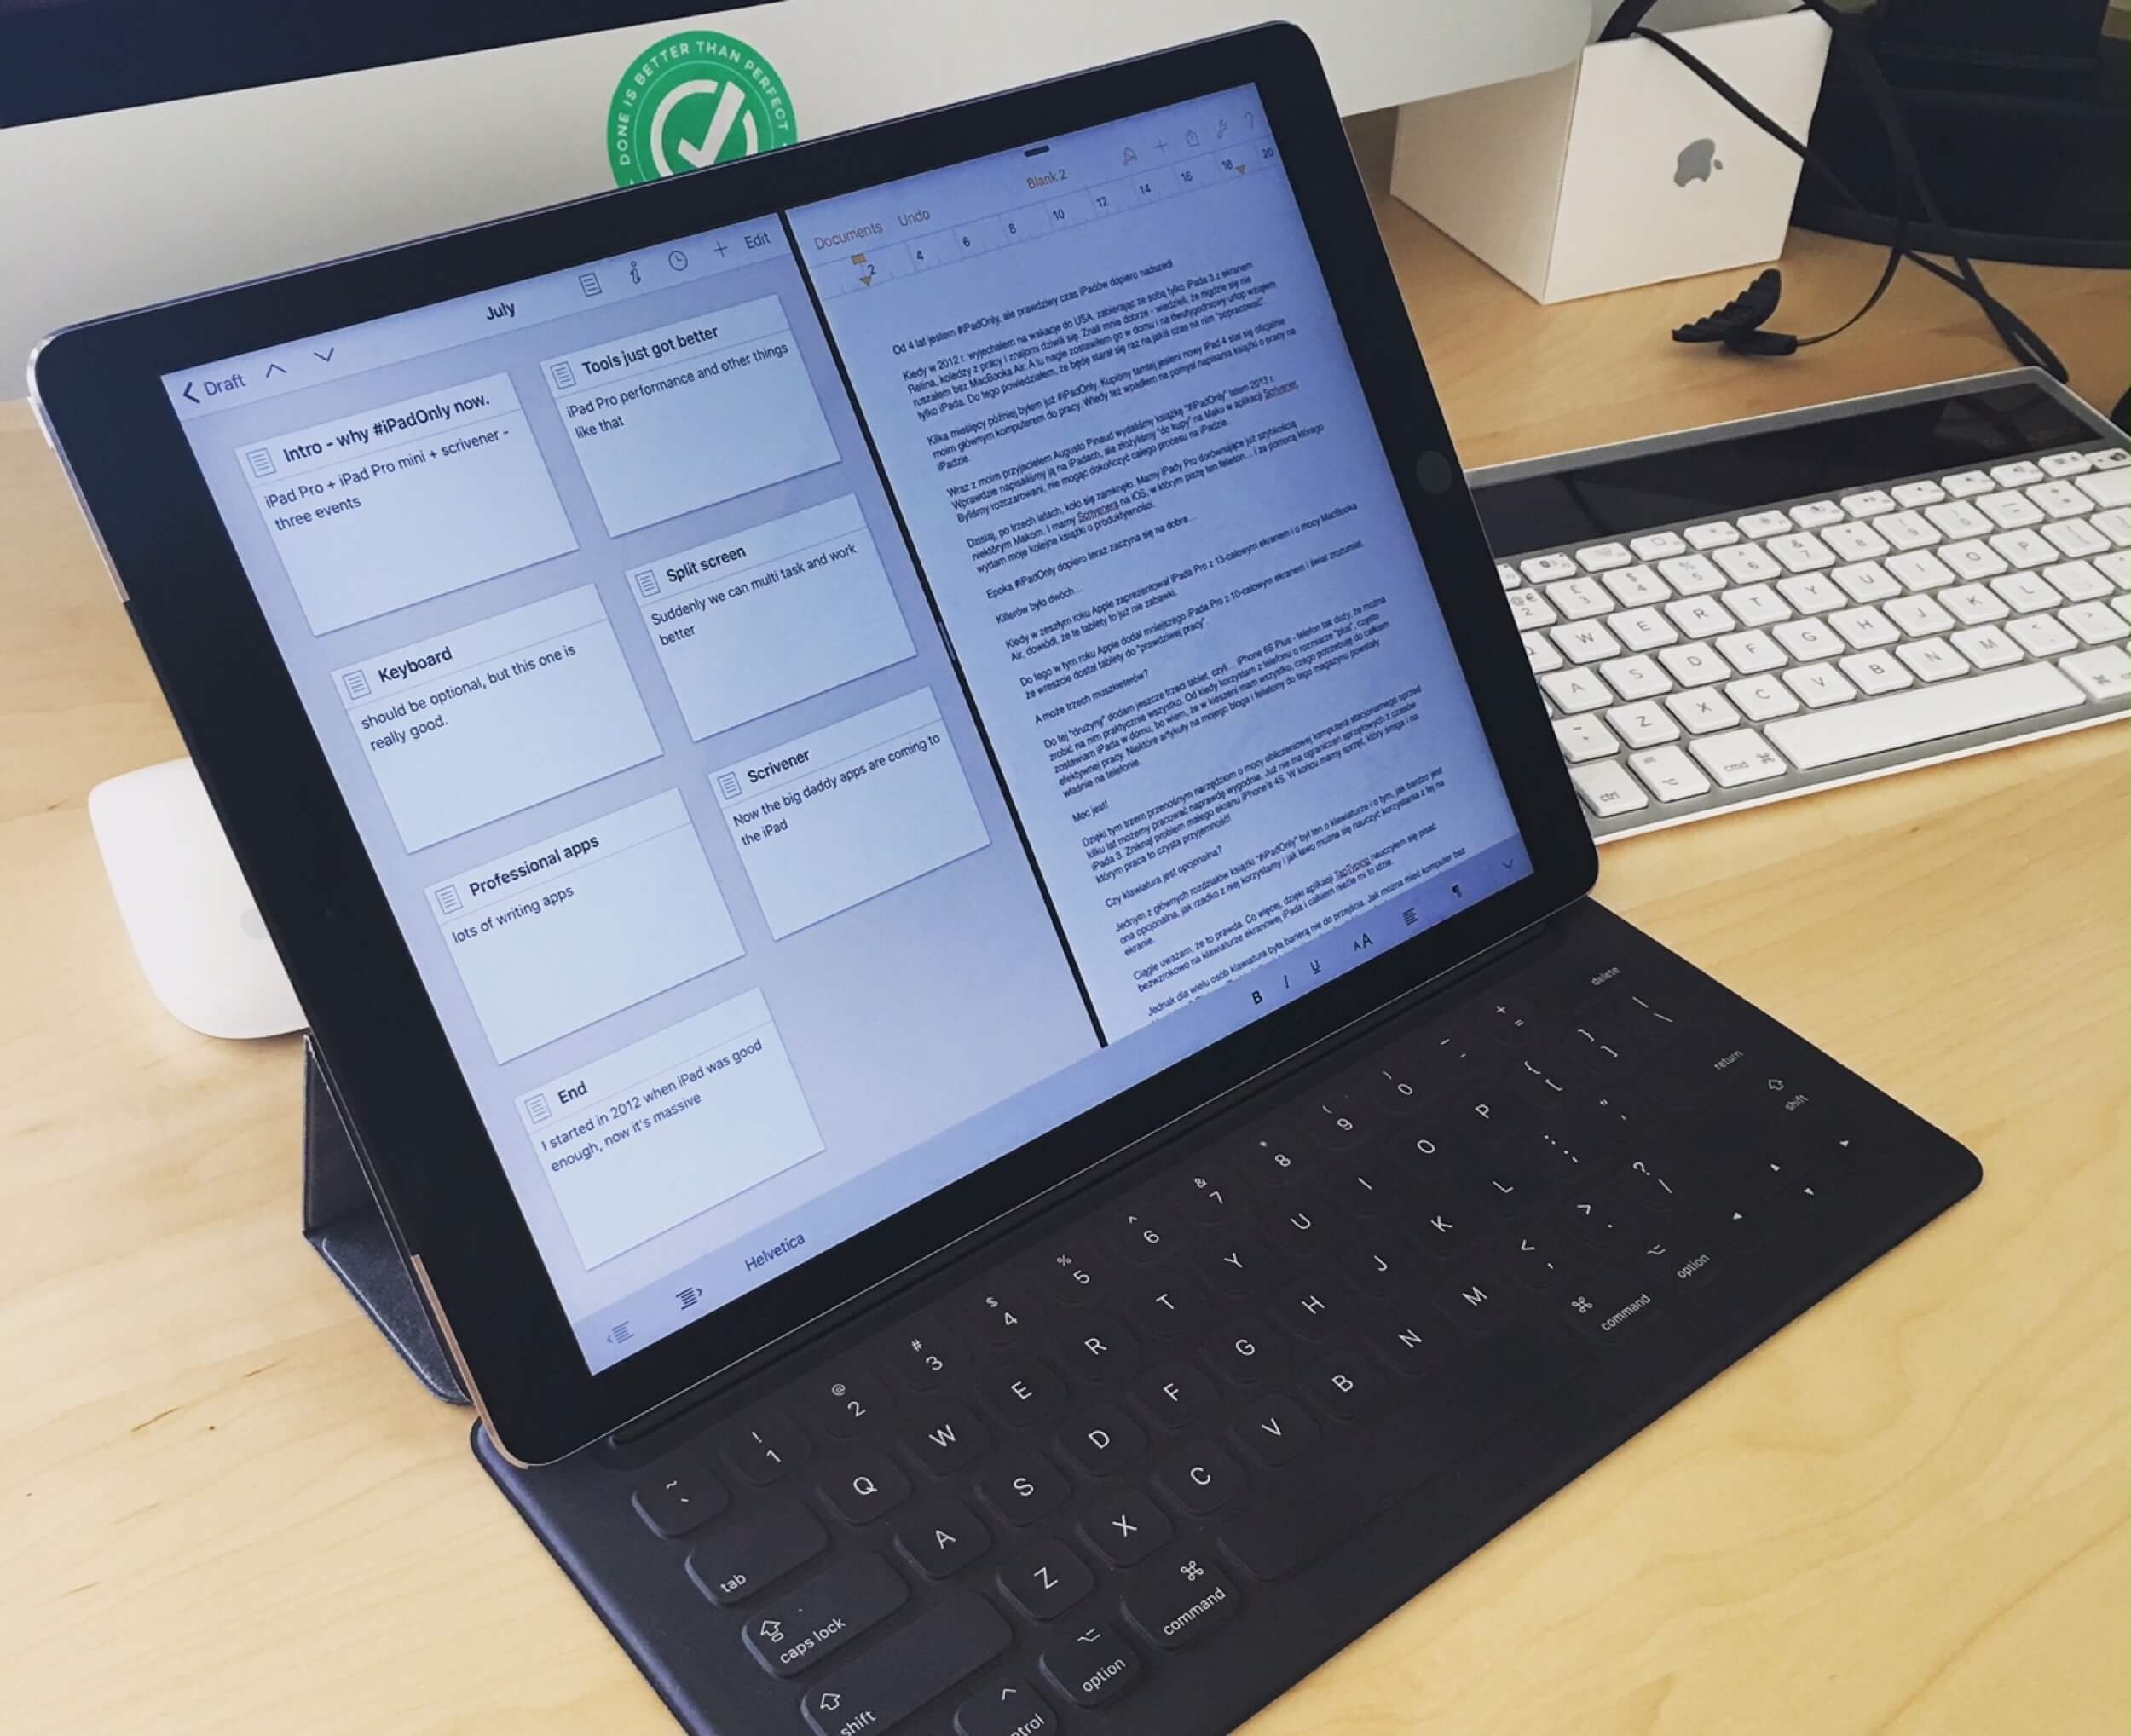 DONE IS BETTER THAN PERFECT
Draft
July
Edit
Intro - why #iPadOnly now.
iPad Pro + iPad Pro mini + scrivener -
three events
Tools just got better
iPad Pro performance and other things
like that
Keyboard
should be optional, but this one is
really good.
Split screen
Suddenly we can multi task and work
better
Professional apps
lots of writing apps
Scrivener
Now the big daddy apps are coming to
the iPad
End
I started in 2012 when iPad was good
enough, now it's massive
Helvetica
Documents Undo
Blank 2
?
2 4 6 8 10 12 14 16 18 20
Od 4 lat jestem #iPadOnly, ale prawdziwy czas iPadów dopiero nadszedł
Kiedy w 2012 r. wyjechałem na wakacje do USA, zabierając ze sobą tylko iPada 3 z ekranem
Retina, koledzy z pracy i znajomi dziwili się. Znali mnie dobrze - wiedzieli, że nigdzie się nie
ruszałem bez MacBooka Air. A tu nagle zostawiłem go w domu i na dwutygodniowy urlop wziąłem
tylko iPada. Do tego powiedziałem, że będę starał się raz na jakiś czas na nim "popracować".
Kilka miesięcy później byłem już #iPadOnly. Kupiony tamtej jesieni nowy iPad 4 stał się oficjalnie
moim głównym komputerem do pracy. Wtedy też wpadłem na pomysł napisania książki o pracy na
iPadzie.
Wraz z moim przyjacielem Augusto Pinaud wydaliśmy książkę "#iPadOnly" latem 2013 r.
Wprawdzie napisaliśmy ją na iPadach, ale złożyliśmy "do kupy" na Maku w aplikacji Scrivener.
Byliśmy rozczarowani, nie mogąc dokończyć całego procesu na iPadzie.
Dzisiaj, po trzech latach, koło się zamknęło. Mamy iPady Pro dorównujące już szybkością
niektórym Makom. I mamy Scrivenera na iOS, w którym piszę ten felieton... i za pomocą którego
wydam moje kolejne książki o produktywności.
Epoka #iPadOnly dopiero teraz zaczyna się na dobre...
Killerów było dwóch...
Kiedy w zeszłym roku Apple zaprezentował iPada Pro z 13-calowym ekranem i o mocy MacBooka
Air, dowiódł, że te tablety to już nie zabawki.
Do tego w tym roku Apple dodał mniejszego iPada Pro z 10-calowym ekranem i świat zrozumiał,
że wreszcie dostał tablety do "prawdziwej pracy"
A może trzech muszkieterów?
Do tej "drużyny" dodam jeszcze trzeci tablet, czyli... iPhone 6S Plus - telefon tak duży, że można
zrobić na nim praktycznie wszystko. Od kiedy korzystam z telefonu o rozmiarze "plus", często
zostawiam iPada w domu, bo wiem, że w kieszeni mam wszystko, czego potrzebuję do całkiem
efektywnej pracy. Niektóre artykuły na mojego bloga i felietony do tego magazynu powstały
właśnie na telefonie.
Moc jest!
Dzięki tym trzem przenośnym narzędziom o mocy obliczeniowej komputera stacjonarnego sprzed
kilku lat możemy pracować naprawdę wygodnie. Już nie ma ograniczeń sprzętowych z czasów
iPada 3. Zniknął problem małego ekranu iPhone'a 4S. W końcu mamy sprzęt, który śmiga i na
którym praca to czysta przyjemność!
Czy klawiatura jest opcjonalna?
Jednym z głównych rozdziałów książki "#iPadOnly" był ten o klawiaturze i o tym, jak bardzo jest
ona opcjonalna, jak rzadko z niej korzystamy i jak łatwo można się nauczyć korzystania z tej na
ekranie.
Ciągle uważam, że to prawda. Co więcej, dzięki aplikacji TapTyping nauczyłem się pisać
bezwzrokowo na klawiaturze ekranowej iPada i całkiem nieźle mi to idzie.
Jednak dla wielu osób klawiatura była barierą nie do przejścia. Jak można mieć komputer bez
B I U AA ¶
~ ` ! 1 @ 2 # 3 $ 4 % 5 ^ 6 & 7 * 8 ( 9 ) 0 _ - + = delete
tab Q W E R T Y U I O P { [ } ] | \
caps lock A S D F G H J K L : ; " ' return
shift Z X C V B N M < , > . ? / shift
option command command option
W E R T Y U I O P
A S D F G H J K L
Z X C V B N M
ctrl cmd